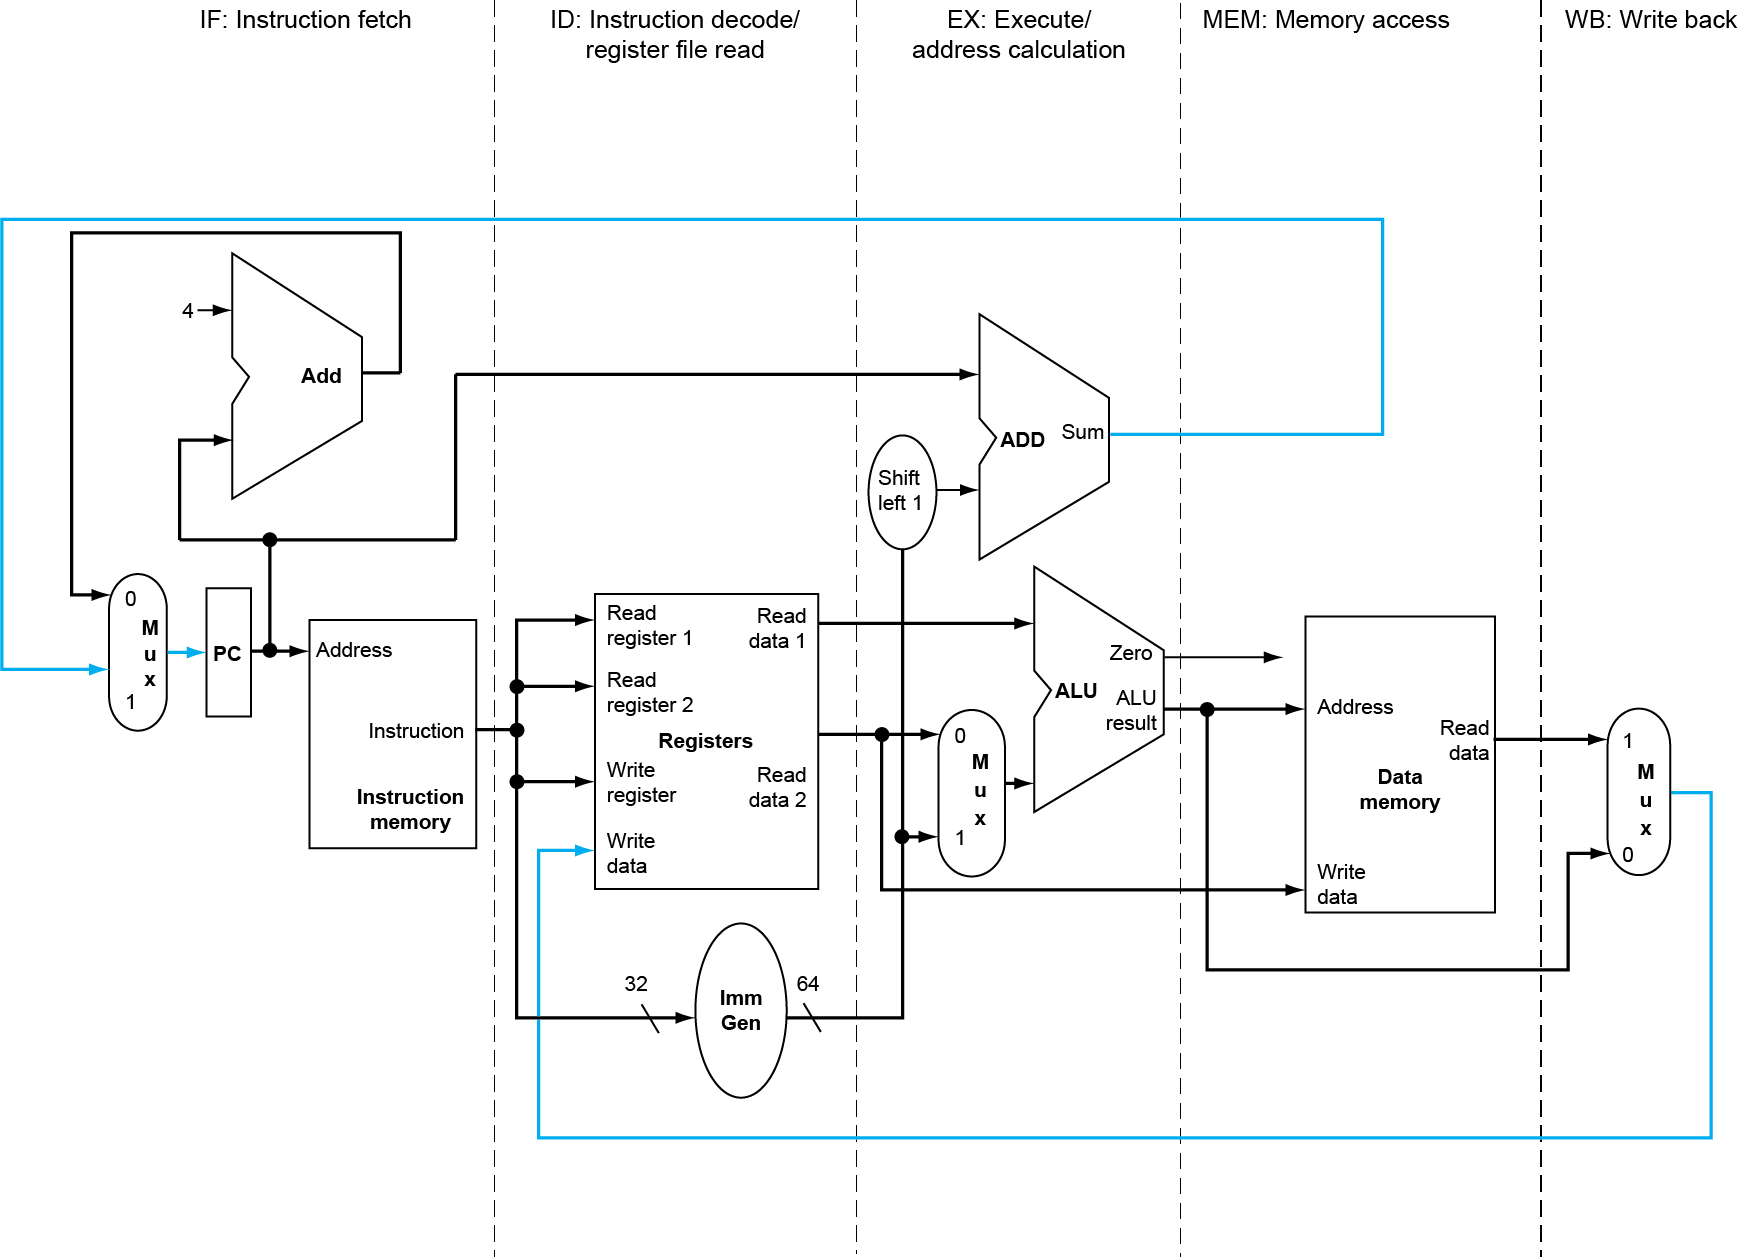 IF: Instruction fetch
ID: Instruction decode/
register file read
EX: Execute/
address calculation
MEM: Memory access
WB: Write back
4
Add
ADD
Sum
Shift
left 1
0
M
u
x
1
PC
Address
Instruction
Instruction
memory
Read
register 1
Read
register 2
Registers
Write
register
Write
data
Read
data 1
Read
data 2
32
Imm
Gen
64
0
M
u
x
1
Zero
ALU
ALU
result
Address
Read
data
Data
memory
Write
data
1
M
u
x
0